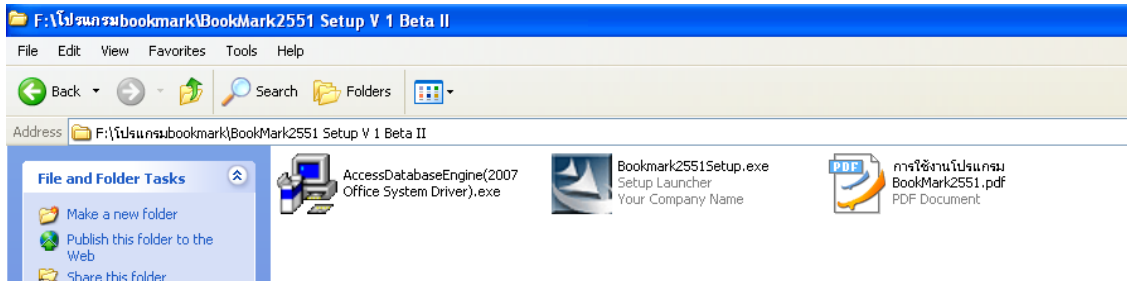 F:\โปรแกรมbookmark\BookMark2551 Setup V 1 Beta II
File Edit View Favorites Tools Help
Back Search Folders
Address F:\โปรแกรมbookmark\BookMark2551 Setup V 1 Beta II
File and Folder Tasks
Make a new folder
Publish this folder to the
Web
Share this folder
AccessDatabaseEngine(2007
Office System Driver).exe
Bookmark2551Setup.exe
Setup Launcher
Your Company Name
PDF
การใช้งานโปรแกรม
BookMark2551.pdf
PDF Document